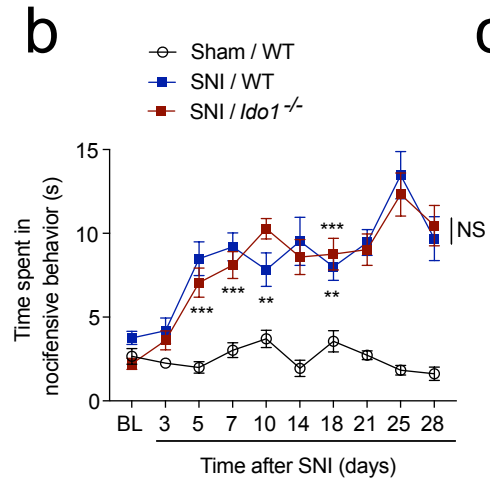 b
c
Sham / WT
SNI / WT
SNI / Ido1-/-
Time spent in
nocifensive behavior (s)
15
10
5
0
***
***
**
***
**
NS
BL 3 5 7 10 14 18 21 25 28
Time after SNI (days)